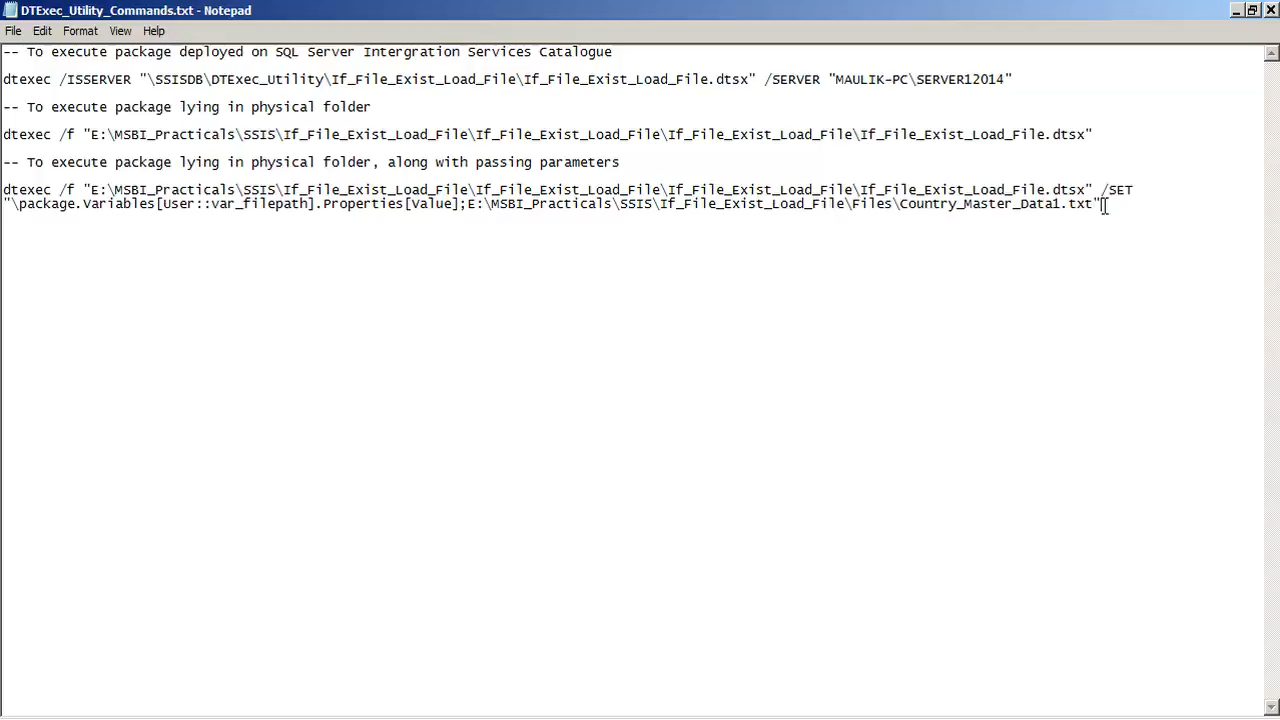 DTExec_Utility_Commands.txt - Notepad
File Edit Format View Help
-- To execute package deployed on SQL Server Intergration Services Catalogue
dtexec /ISSERVER "\SSISDB\DTExec_Utility\If_File_Exist_Load_File\If_File_Exist_Load_File.dtsx" /SERVER "MAULIK-PC\SERVER12014"
-- To execute package lying in physical folder
dtexec /f "E:\MSBI_Practicals\SSIS\If_File_Exist_Load_File\If_File_Exist_Load_File\If_File_Exist_Load_File\If_File_Exist_Load_File.dtsx"
-- To execute package lying in physical folder, along with passing parameters
dtexec /f "E:\MSBI_Practicals\SSIS\If_File_Exist_Load_File\If_File_Exist_Load_File\If_File_Exist_Load_File\If_File_Exist_Load_File.dtsx" /SET
"\package.Variables[User::var_filepath].Properties[Value];E:\MSBI_Practicals\SSIS\If_File_Exist_Load_File\Files\Country_Master_Data1.txt"